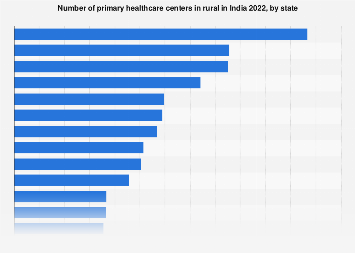 Number of primary healthcare centers in rural in India 2022, by state